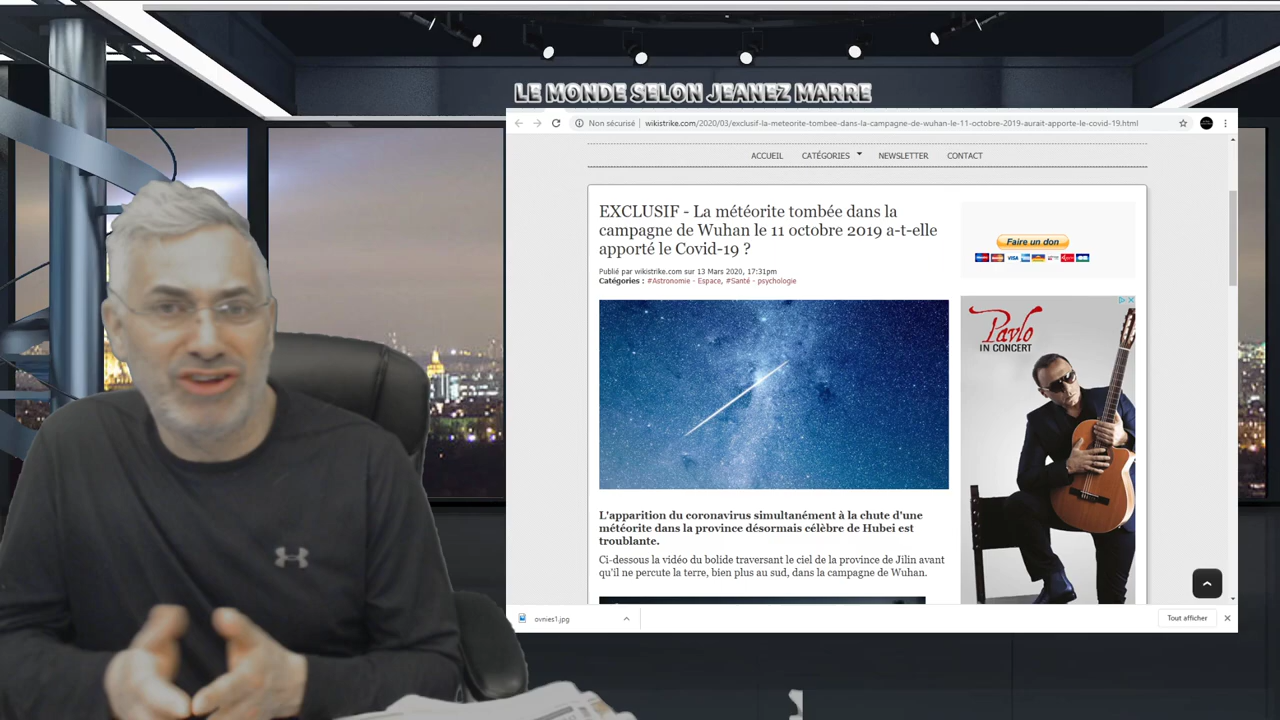 LE MONDE SELON JEANEZ MARRE
Non sécurisé
wikistrike.com/2020/03/exclusif-la-meteorite-tombee-dans-la-campagne-de-wuhan-le-11-octobre-2019-aurait-apporte-le-covid-19.html
ACCUEIL CATÉGORIES NEWSLETTER CONTACT
EXCLUSIF - La météorite tombée dans la
campagne de Wuhan le 11 octobre 2019 a-t-elle
apporté le Covid-19 ?
Publié par wikistrike.com sur 13 Mars 2020, 17:31pm
Catégories : #Astronomie - Espace, #Santé - psychologie
L'apparition du coronavirus simultanément à la chute d'une
météorite dans la province désormais célèbre de Hubei est
troublante.
Ci-dessous la vidéo du bolide traversant le ciel de la province de Jilin avant
qu'il ne percute la terre, bien plus au sud, dans la campagne de Wuhan.
Faire un don
VISA
Pavlo
IN CONCERT
ovnies1.jpg
Tout afficher